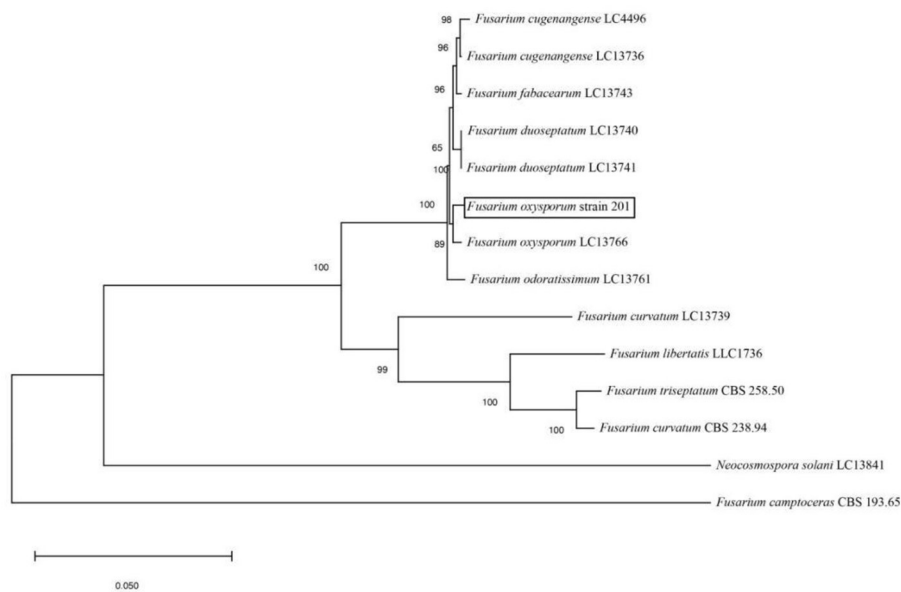 98
Fusarium cugenangense LC4496
96
Fusarium cugenangense LC13736
96
Fusarium fabacearum LC13743
Fusarium duoseptatum LC13740
65
100
Fusarium duoseptatum LC13741
100
Fusarium oxysporum strain 201
89
Fusarium oxysporum LC13766
100
Fusarium odoratissimum LC13761
Fusarium curvatum LC13739
99
Fusarium libertatis LLC1736
100
Fusarium triseptatum CBS 258.50
100
Fusarium curvatum CBS 238.94
Neocosmospora solani LC13841
Fusarium camptoceras CBS 193.65
0.050